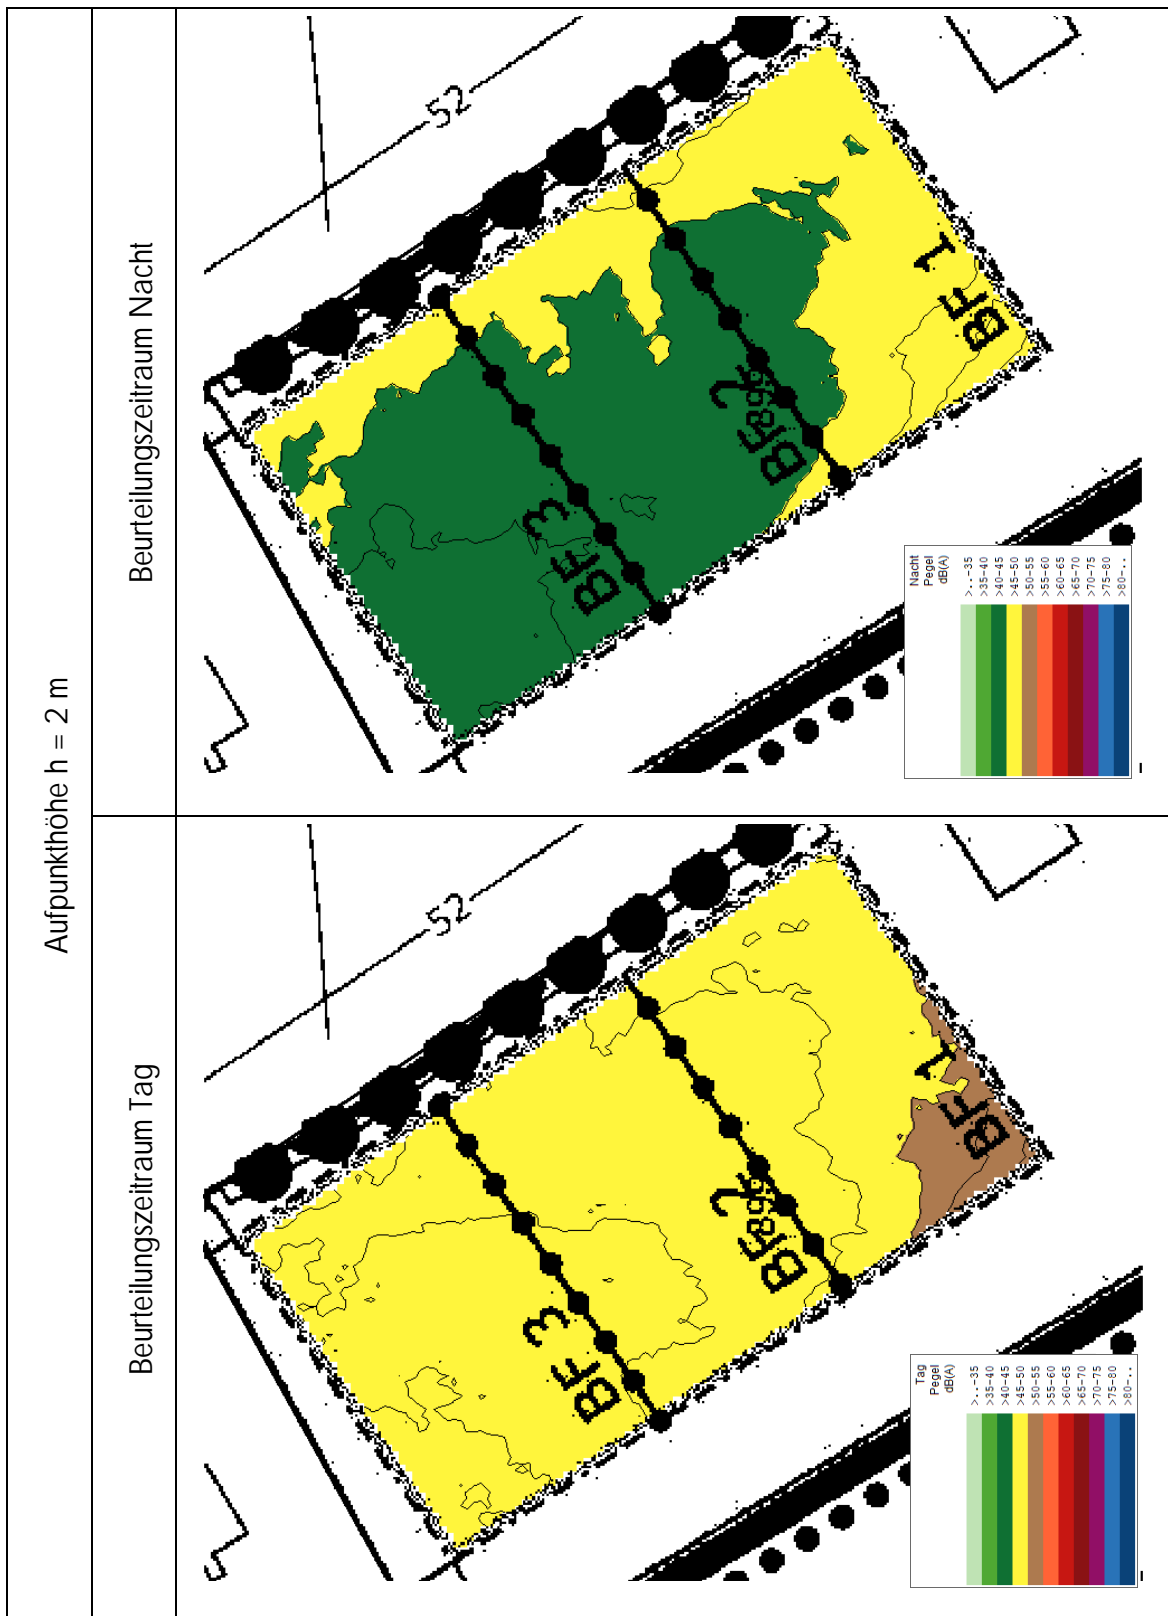 Aufpunkthöhe h = 2 m
Beurteilungszeitraum Tag
Beurteilungszeitraum Nacht
52
BF 3
BF 2
899
BF 1
Tag
Pegel
dB(A)
>..-35
>35-40
>40-45
>45-50
>50-55
>55-60
>60-65
>65-70
>70-75
>75-80
>80-..
52
BF 3
BF 2
899
BF 1
Nacht
Pegel
dB(A)
>..-35
>35-40
>40-45
>45-50
>50-55
>55-60
>60-65
>65-70
>70-75
>75-80
>80-..